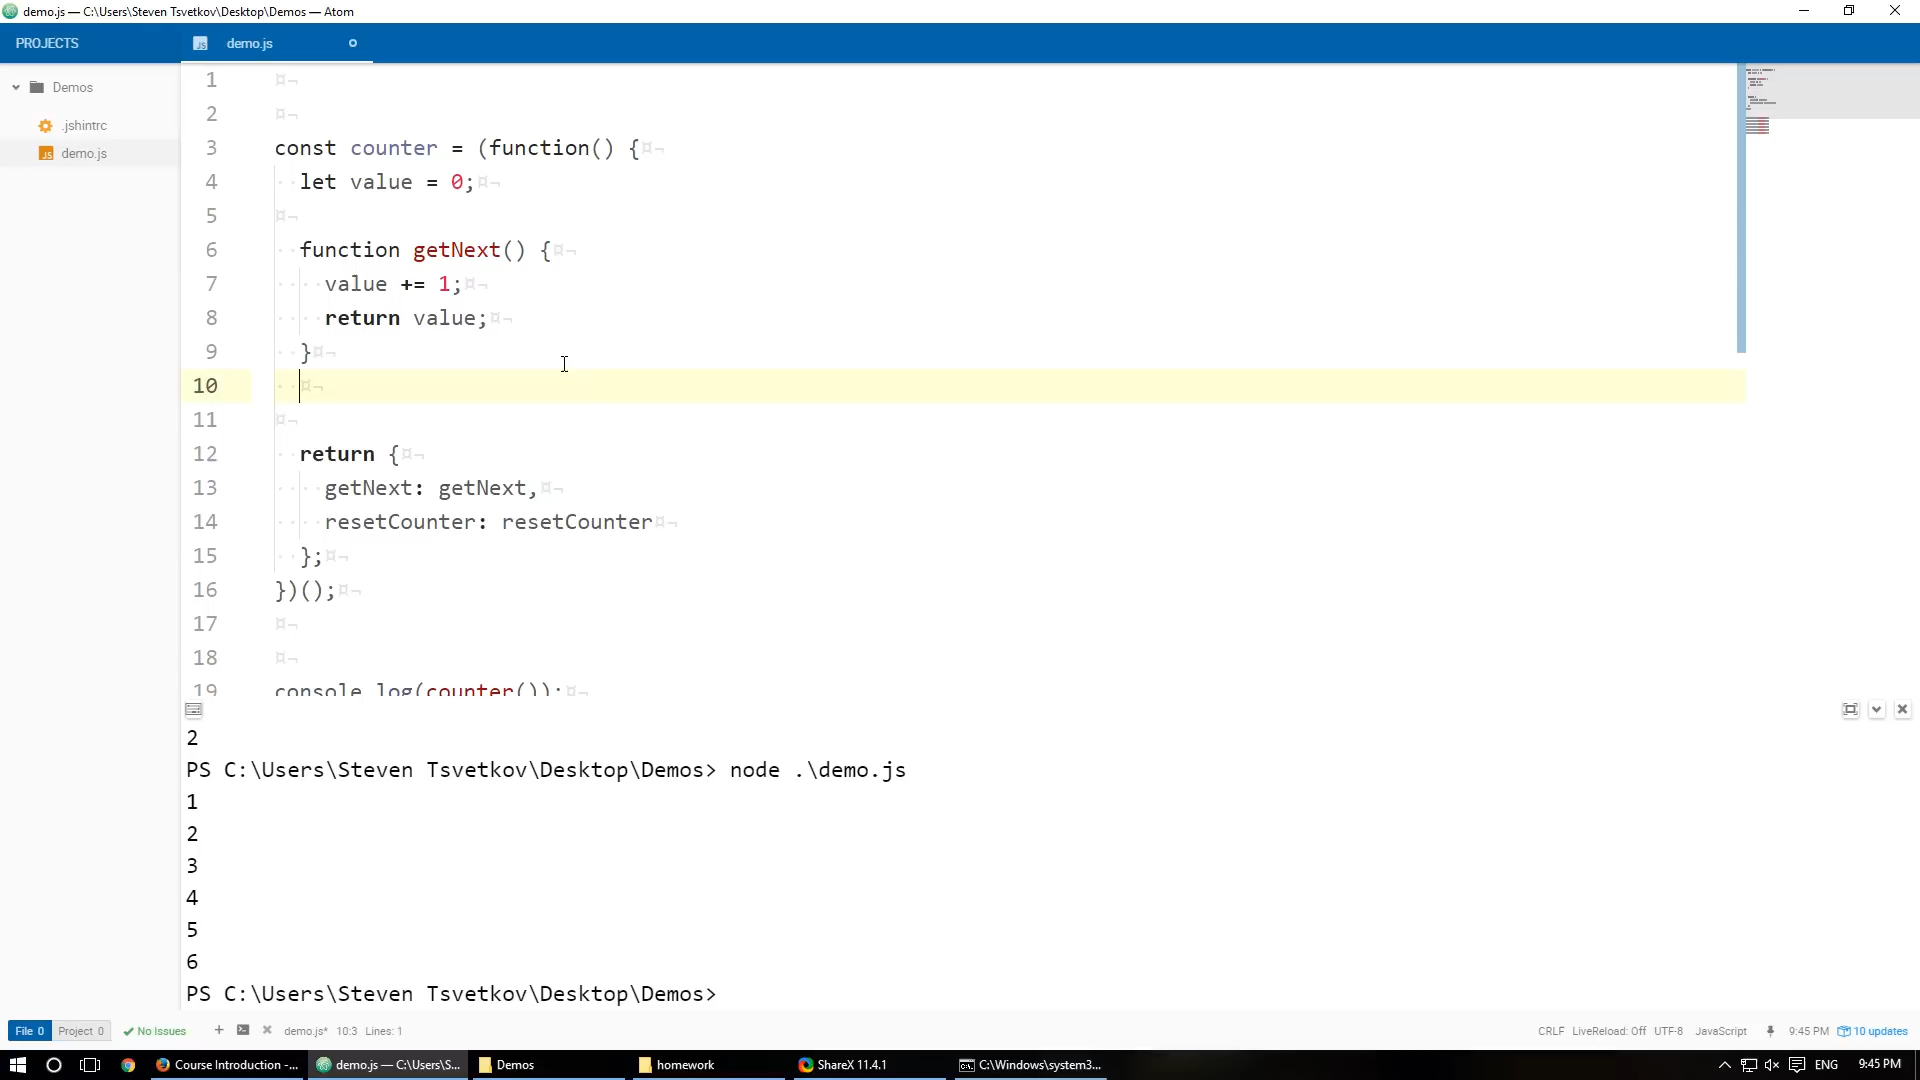 demo.js — C:\Users\Steven Tsvetkov\Desktop\Demos — Atom
PROJECTS
demo.js
Demos
.jshintrc
demo.js
1
2
3 const counter = (function() {
4 let value = 0;
5
6 function getNext() {
7 value += 1;
8 return value;
9 }
10
11
12 return {
13 getNext: getNext,
14 resetCounter: resetCounter
15 };
16 })();
17
18
19 console.log(counter());
2
PS C:\Users\Steven Tsvetkov\Desktop\Demos> node .\demo.js
1
2
3
4
5
6
PS C:\Users\Steven Tsvetkov\Desktop\Demos>
File 0 Project 0 No Issues demo.js* 10:3 Lines: 1 CRLF LiveReload: Off UTF-8 JavaScript 9:45 PM 10 updates
Course Introduction -... demo.js — C:\Users\S... Demos homework ShareX 11.4.1 C:\Windows\system3... ENG 9:45 PM